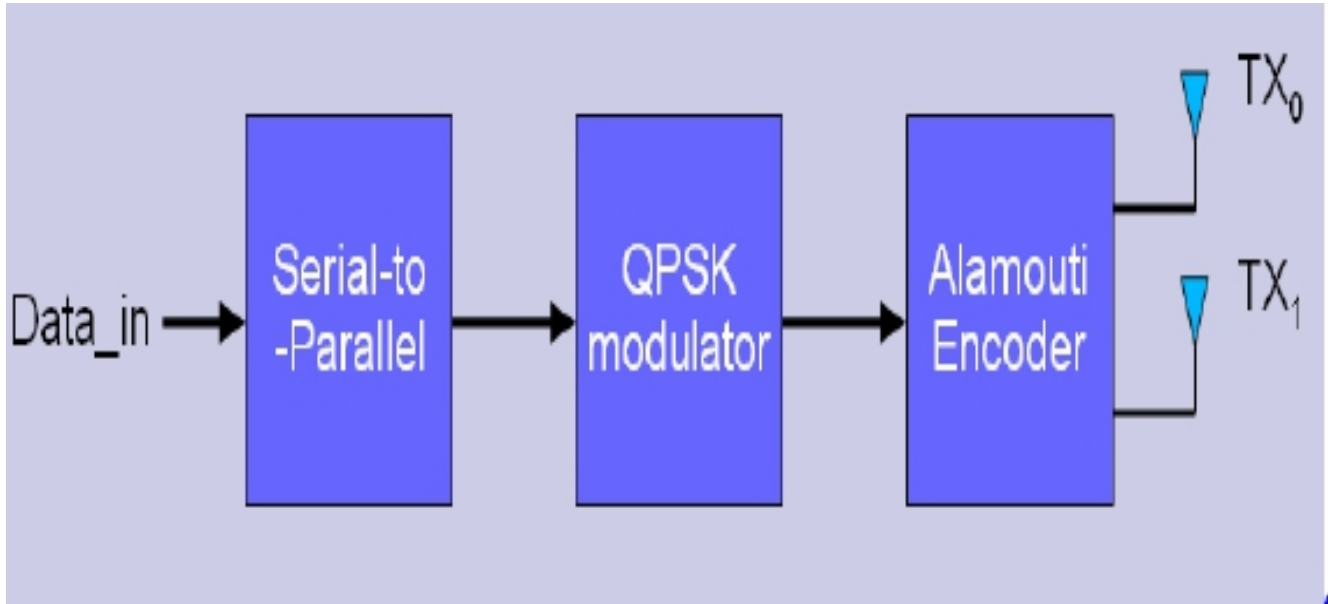 Data_in
Serial-to
-Parallel
QPSK
modulator
Alamouti
Encoder
TX₀
TX₁